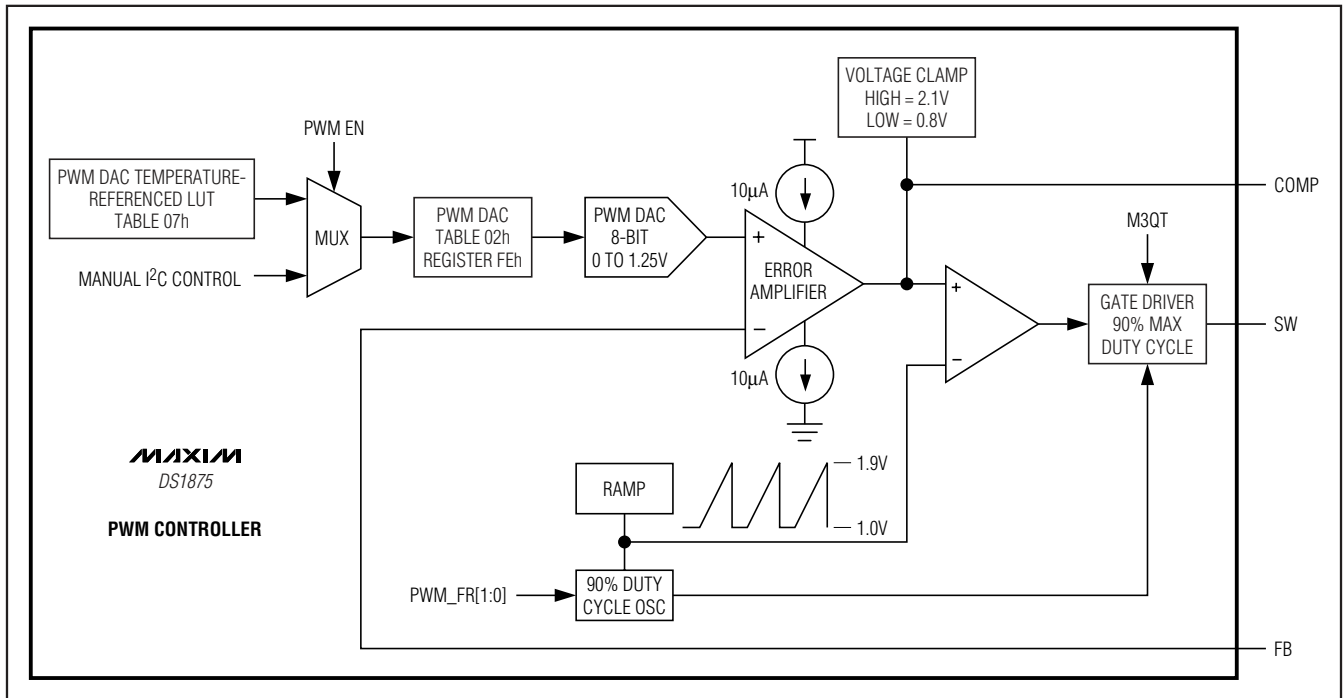 VOLTAGE CLAMP
HIGH = 2.1V
LOW = 0.8V
PWM EN
PWM DAC TEMPERATURE-
REFERENCED LUT
TABLE 07h
MANUAL I²C CONTROL
MUX
PWM DAC
TABLE 02h
REGISTER FEh
PWM DAC
8-BIT
0 TO 1.25V
10µA
+
ERROR
AMPLIFIER
−
10µA
COMP
M3QT
+
−
GATE DRIVER
90% MAX
DUTY CYCLE
SW
MAXIM
DS1875
PWM CONTROLLER
RAMP
1.9V
1.0V
PWM_FR[1:0]
90% DUTY
CYCLE OSC
FB